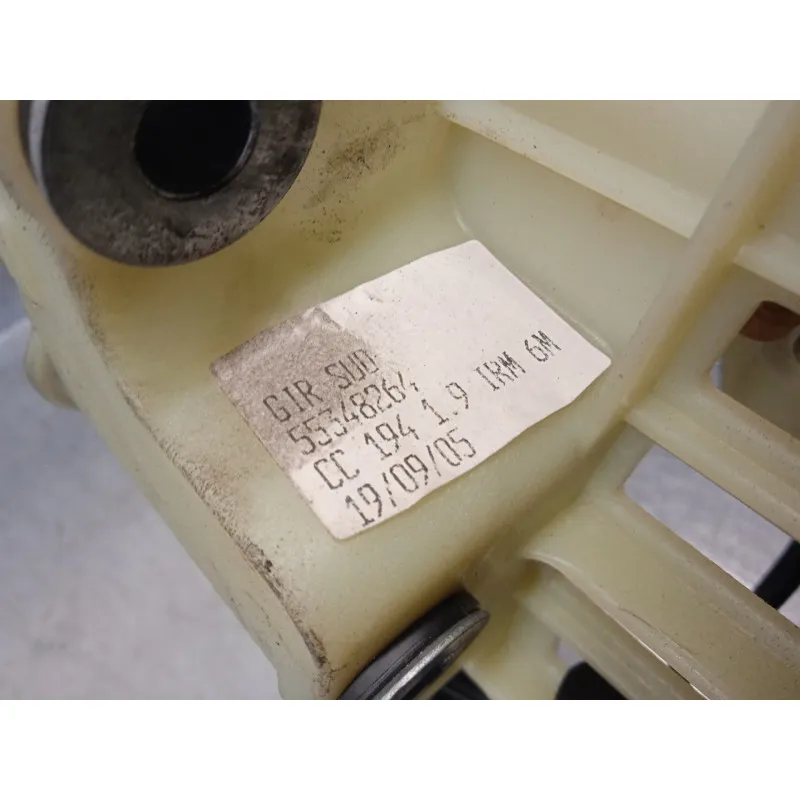 GIR SUD
55348264
CC 194 1.9 IRM 6M
19/09/05